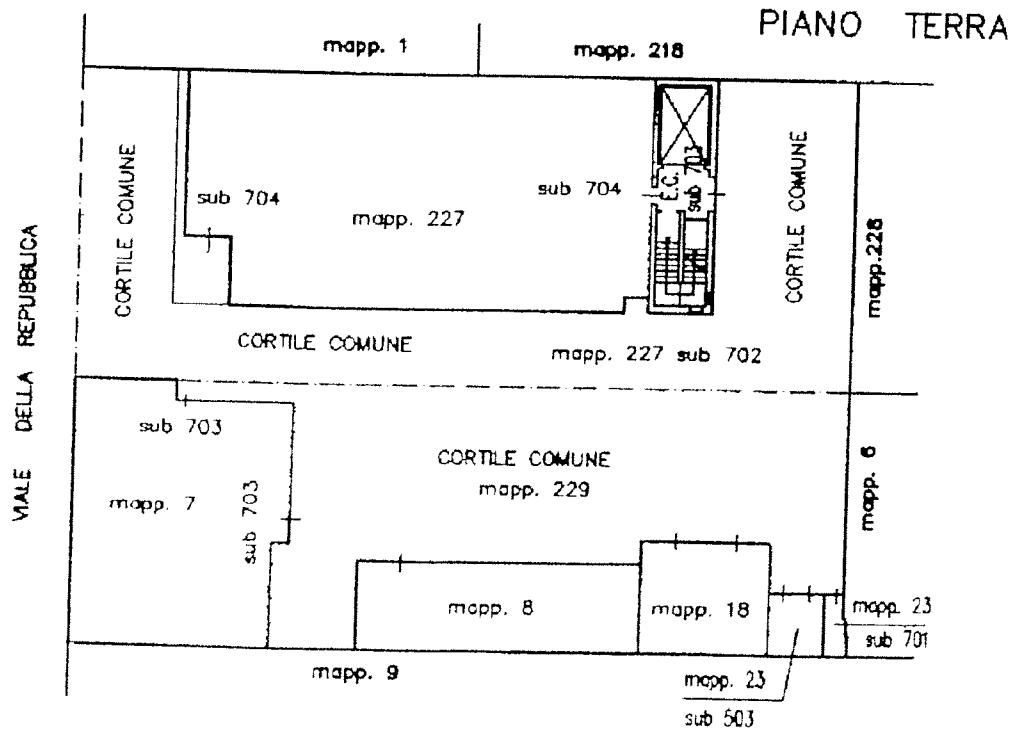 PIANO TERRA
mapp. 1
mapp. 218
CORTILE COMUNE
sub 704
mapp. 227
sub 704
E.C.
sub 703
CORTILE COMUNE
mapp.228
VIALE DELLA REPUBBLICA
CORTILE COMUNE
mapp. 227 sub 702
sub 703
mapp. 7
sub 703
CORTILE COMUNE
mapp. 229
mapp. 6
mapp. 8
mapp. 18
mapp. 23
sub 701
mapp. 9
mapp. 23
sub 503